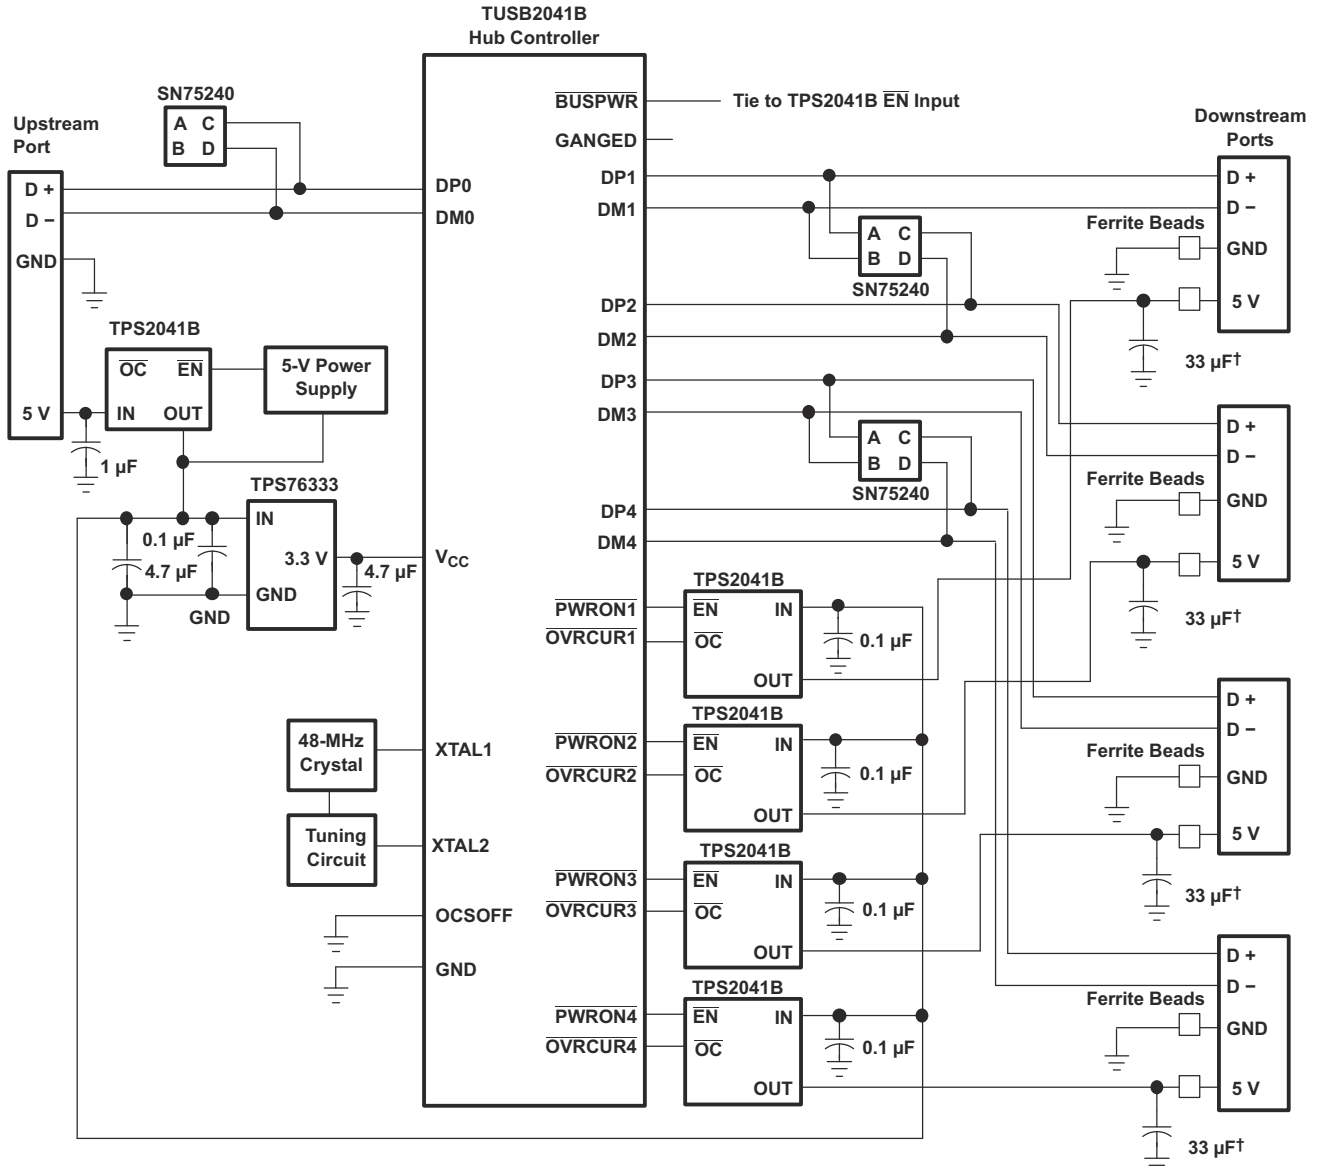 TUSB2041B
Hub Controller
SN75240
A C
B D
Upstream
Port
D +
D −
GND
5 V
DP0
DM0
BUSPWR
Tie to TPS2041B EN Input
GANGED
DP1
DM1
A C
B D
SN75240
DP2
DM2
DP3
DM3
A C
B D
SN75240
DP4
DM4
Downstream
Ports
D +
D −
Ferrite Beads
GND
5 V
33 µF†
D +
D −
Ferrite Beads
GND
5 V
33 µF†
D +
D −
Ferrite Beads
GND
5 V
33 µF†
D +
D −
Ferrite Beads
GND
5 V
33 µF†
TPS2041B
OC EN
IN OUT
5-V Power
Supply
1 µF
TPS76333
IN
3.3 V
GND
0.1 µF
4.7 µF
GND
4.7 µF
VCC
48-MHz
Crystal
XTAL1
Tuning
Circuit
XTAL2
OCSOFF
GND
PWRON1
OVRCUR1
TPS2041B
EN IN
OC
OUT
0.1 µF
PWRON2
OVRCUR2
TPS2041B
EN IN
OC
OUT
0.1 µF
PWRON3
OVRCUR3
TPS2041B
EN IN
OC
OUT
0.1 µF
PWRON4
OVRCUR4
TPS2041B
EN IN
OC
OUT
0.1 µF